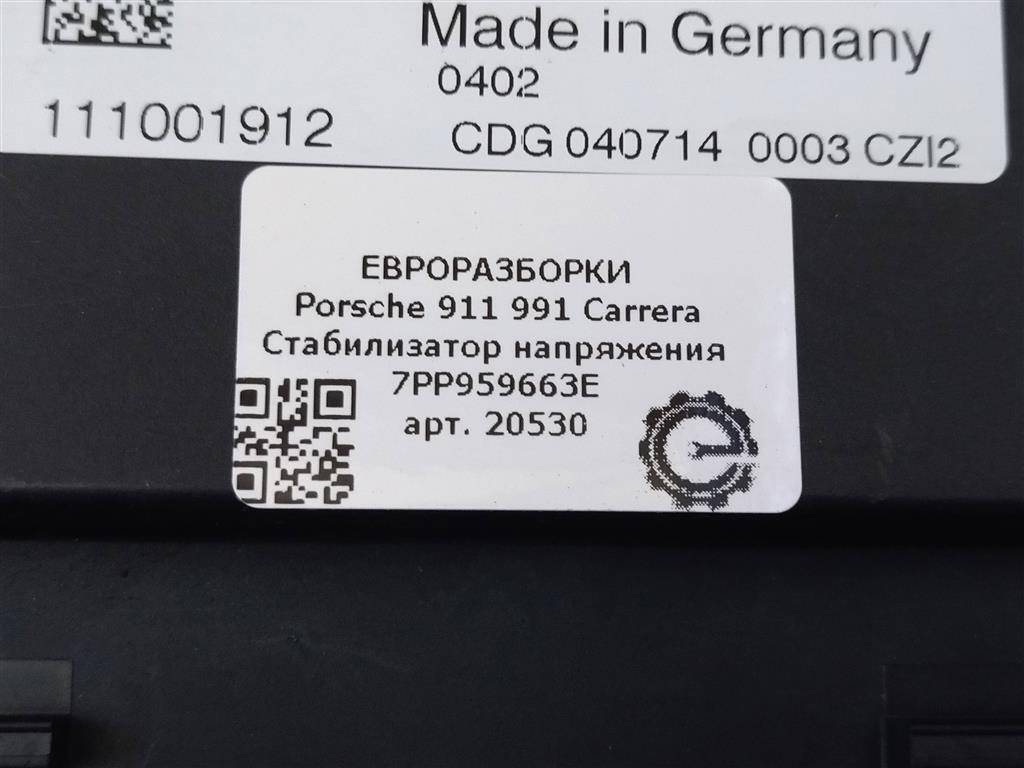 Made in Germany
0402
111001912
CDG 040714 0003 CZI2
ЕВРОРАЗБОРКИ
Porsche 911 991 Carrera
Стабилизатор напряжения
7PP959663E
арт. 20530